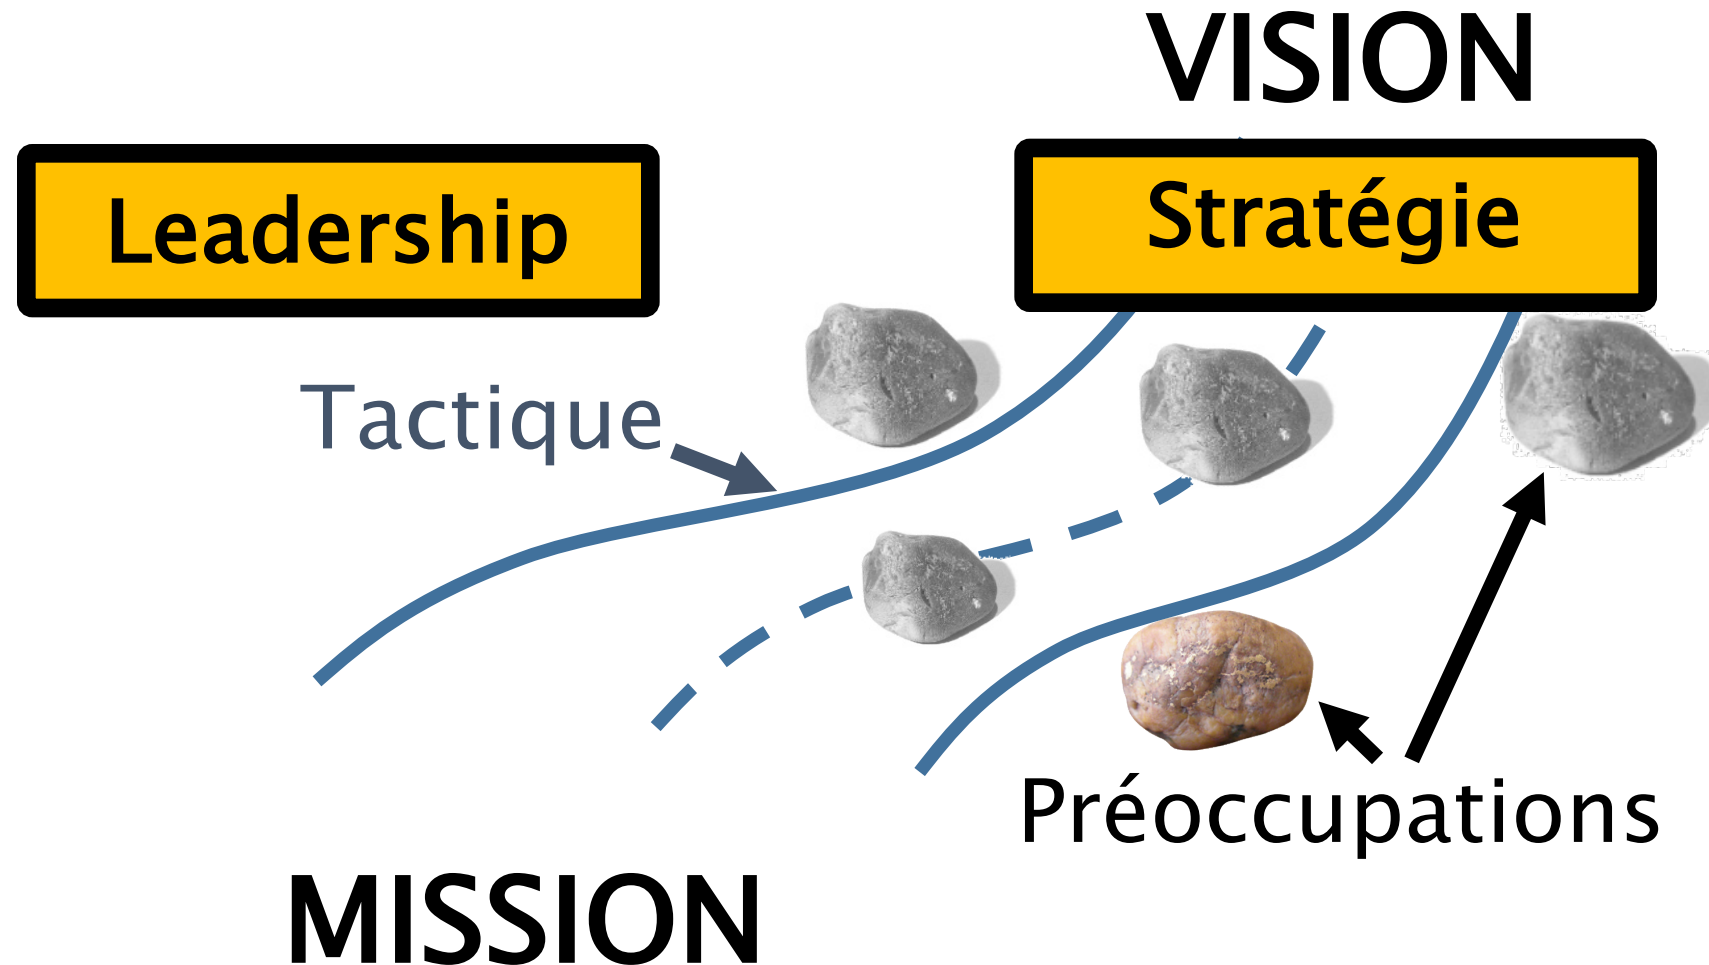 VISION
Leadership
Stratégie
Tactique
Préoccupations
MISSION